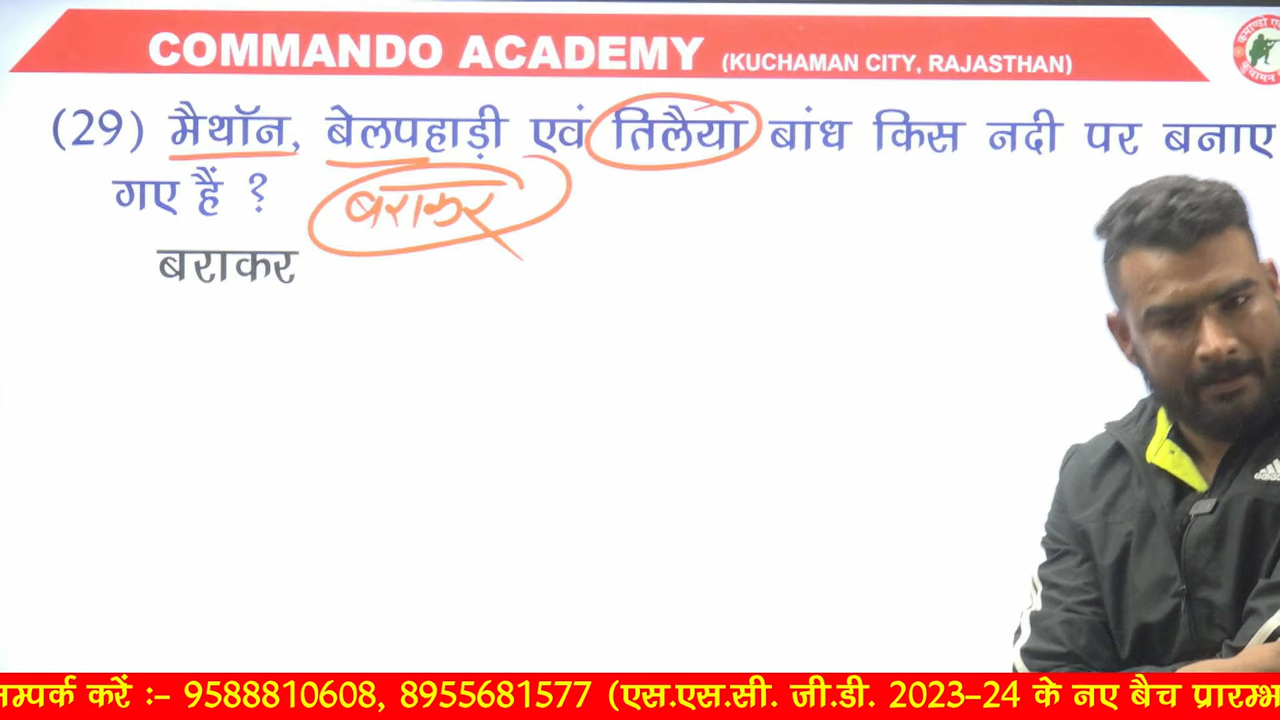 COMMANDO ACADEMY (KUCHAMAN CITY, RAJASTHAN)
(29) मैथॉन, बेलपहाड़ी एवं तिलैया बांध किस नदी पर बनाए
गए हैं ?
बराकर
बराकर
सम्पर्क करें :– 9588810608, 8955681577 (एस.एस.सी. जी.डी. 2023–24 के नए बैच प्रारम्भ